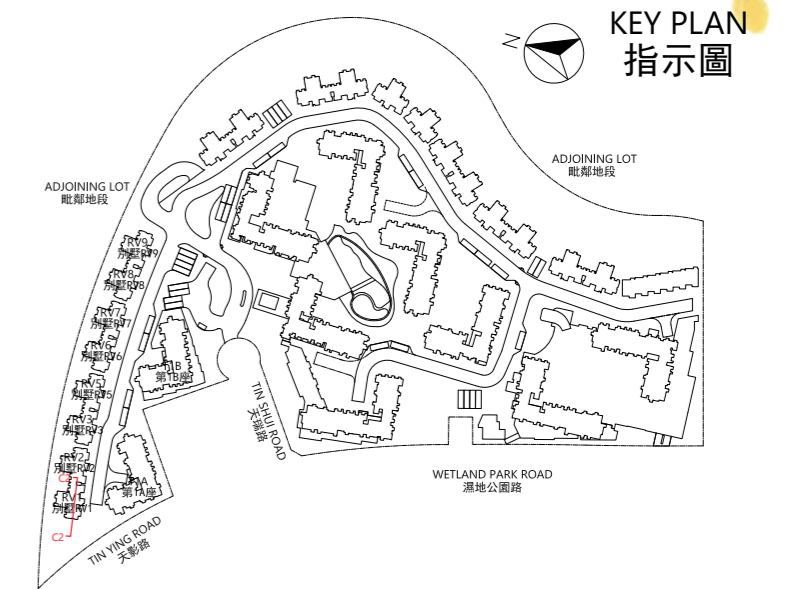 KEY PLAN
指示圖
N
ADJOINING LOT
毗鄰地段
ADJOINING LOT
毗鄰地段
RV9
別墅RV9
RV8
別墅RV8
RV7
別墅RV7
RV6
別墅RV6
RV5
別墅RV5
RV3
別墅RV3
RV2
別墅RV2
RV1
別墅RV1
C2
C2
T1B
第1B座
T1A
第1A座
TIN SHUI ROAD
天瑞路
TIN YING ROAD
天影路
WETLAND PARK ROAD
濕地公園路